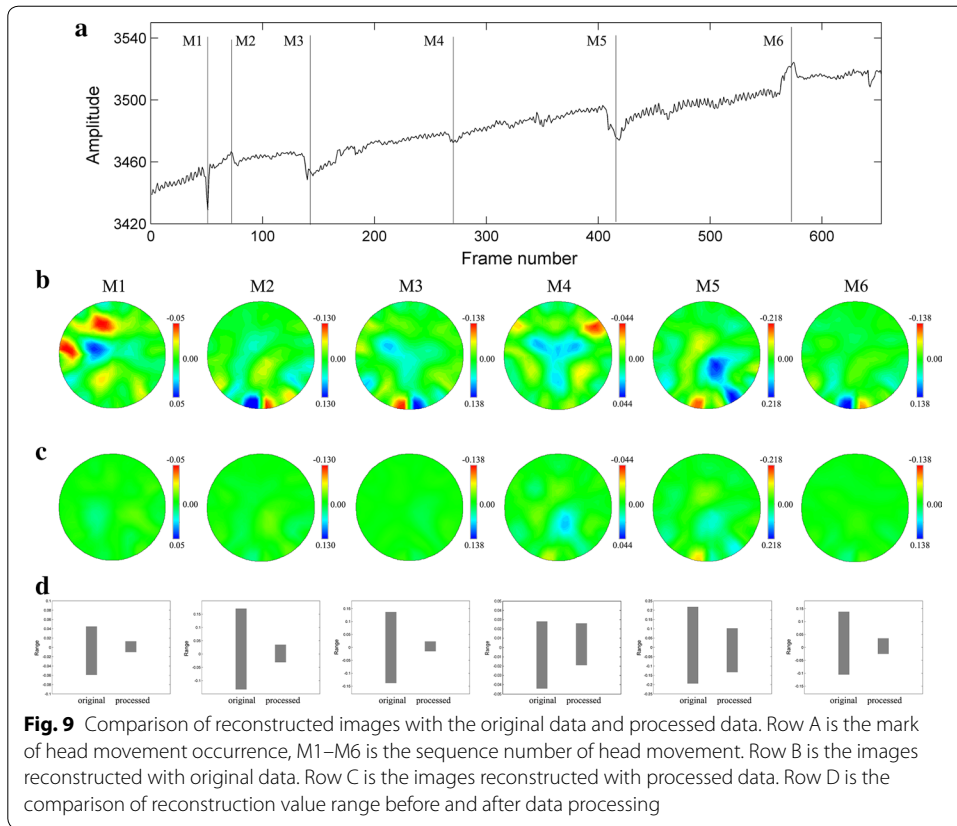 a
M1 M2 M3 M4 M5 M6
3540
3500
3460
3420
Amplitude
0 100 200 300 400 500 600
Frame number
b
M1 M2 M3 M4 M5 M6
-0.05 -0.130 -0.138 -0.044 -0.218 -0.138
0.00 0.00 0.00 0.00 0.00 0.00
0.05 0.130 0.138 0.044 0.218 0.138
c
-0.05 -0.130 -0.138 -0.044 -0.218 -0.138
0.00 0.00 0.00 0.00 0.00 0.00
0.05 0.130 0.138 0.044 0.218 0.138
d
Range Range Range Range Range Range
original processed original processed original processed original processed original processed original processed
Fig. 9 Comparison of reconstructed images with the original data and processed data. Row A is the mark
of head movement occurrence, M1–M6 is the sequence number of head movement. Row B is the images
reconstructed with original data. Row C is the images reconstructed with processed data. Row D is the
comparison of reconstruction value range before and after data processing